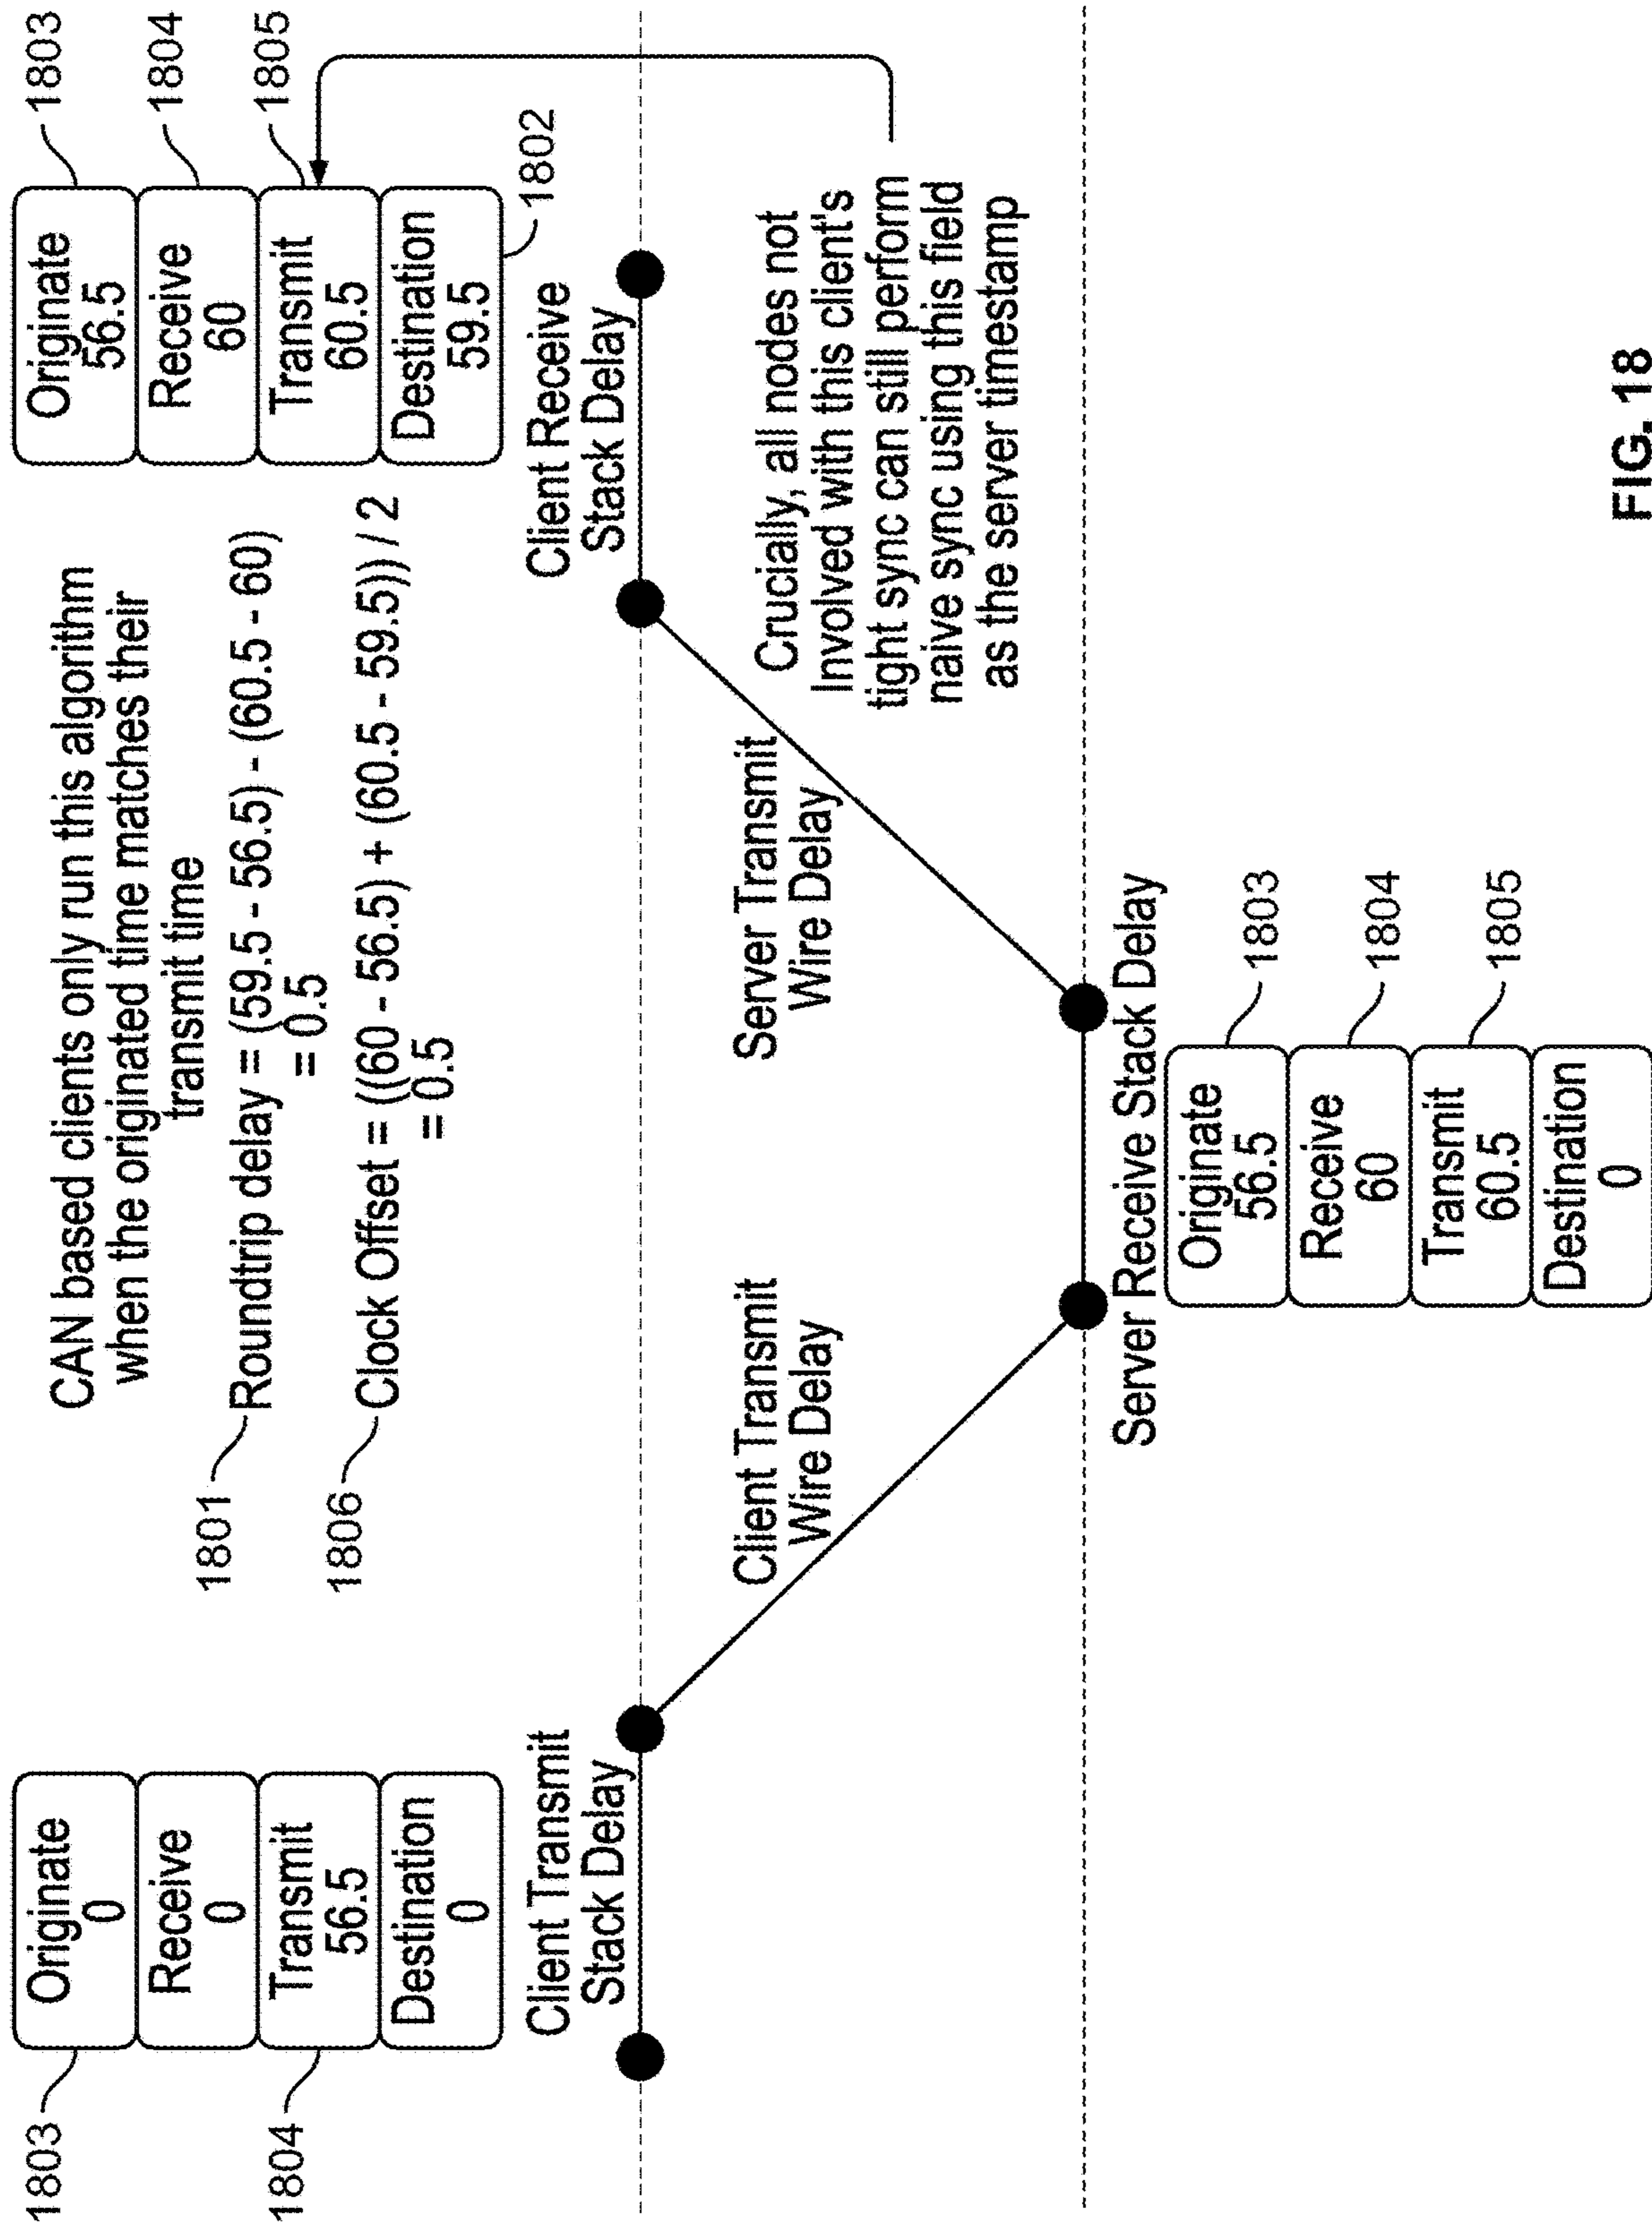 1803
Originate
0
Receive
0
1804
Transmit
56.5
Destination
0
CAN based clients only run this algorithm
when the originated time matches their
transmit time
1801
Roundtrip delay = (59.5 - 56.5) - (60.5 - 60)
= 0.5
1806
Clock Offset = ((60 - 56.5) + (60.5 - 59.5)) / 2
= 0.5
Originate
56.5
1803
Receive
60
1804
Transmit
60.5
1805
Destination
59.5
1802
Client Transmit
Stack Delay
Client Receive
Stack Delay
Client Transmit
Wire Delay
Server Transmit
Wire Delay
Crucially, all nodes not
Involved with this client's
tight sync can still perform
naive sync using this field
as the server timestamp
Server Receive Stack Delay
Originate
56.5
1803
Receive
60
1804
Transmit
60.5
1805
Destination
0
FIG. 18